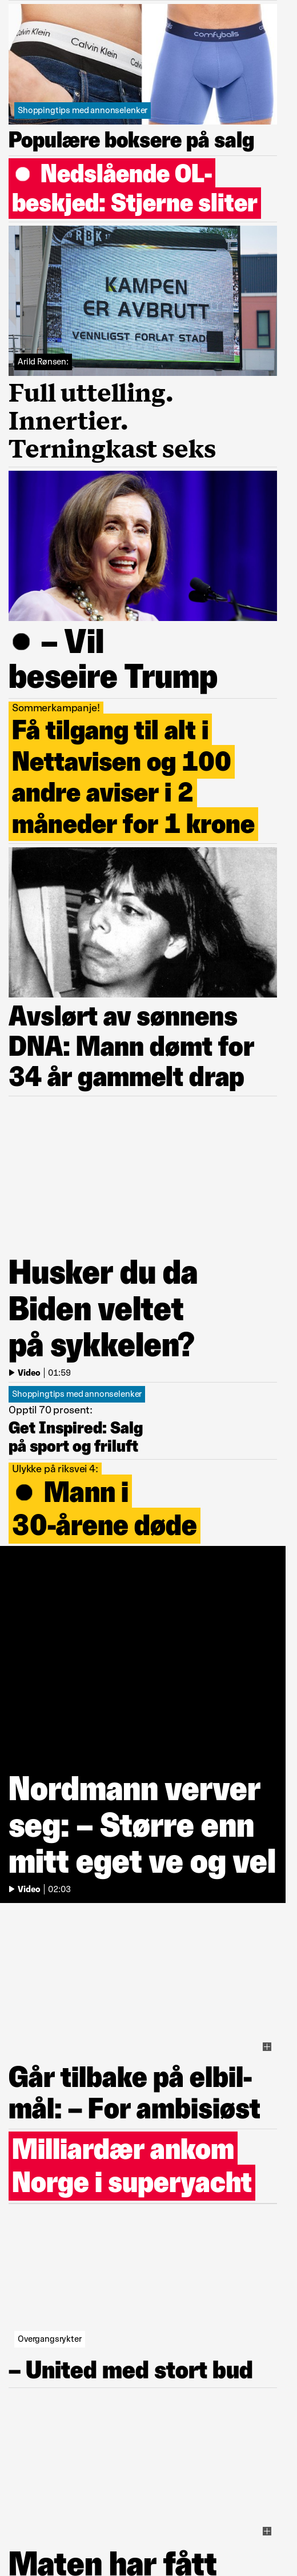 Calvin Klein
Calvin Klein
comfyballs
Shoppingtips med annonselenker
Populære boksere på salg
Nedslående OL-
beskjed: Stjerne sliter
RBK
KAMPEN
ER AVBRUTT
VENNLIGST FORLAT STAD
Arild Rønsen:
Full uttelling.
Innertier.
Terningkast seks
– Vil
beseire Trump
Sommerkampanje!
Få tilgang til alt i
Nettavisen og 100
andre aviser i 2
måneder for 1 krone
Avslørt av sønnens
DNA: Mann dømt for
34 år gammelt drap
Husker du da
Biden veltet
på sykkelen?
Video | 01:59
Shoppingtips med annonselenker
Opptil 70 prosent:
Get Inspired: Salg
på sport og friluft
Ulykke på riksvei 4:
Mann i
30-årene døde
Nordmann verver
seg: – Større enn
mitt eget ve og vel
Video | 02:03
Går tilbake på elbil-
mål: – For ambisiøst
Milliardær ankom
Norge i superyacht
Overgangsrykter
– United med stort bud
Maten har fått